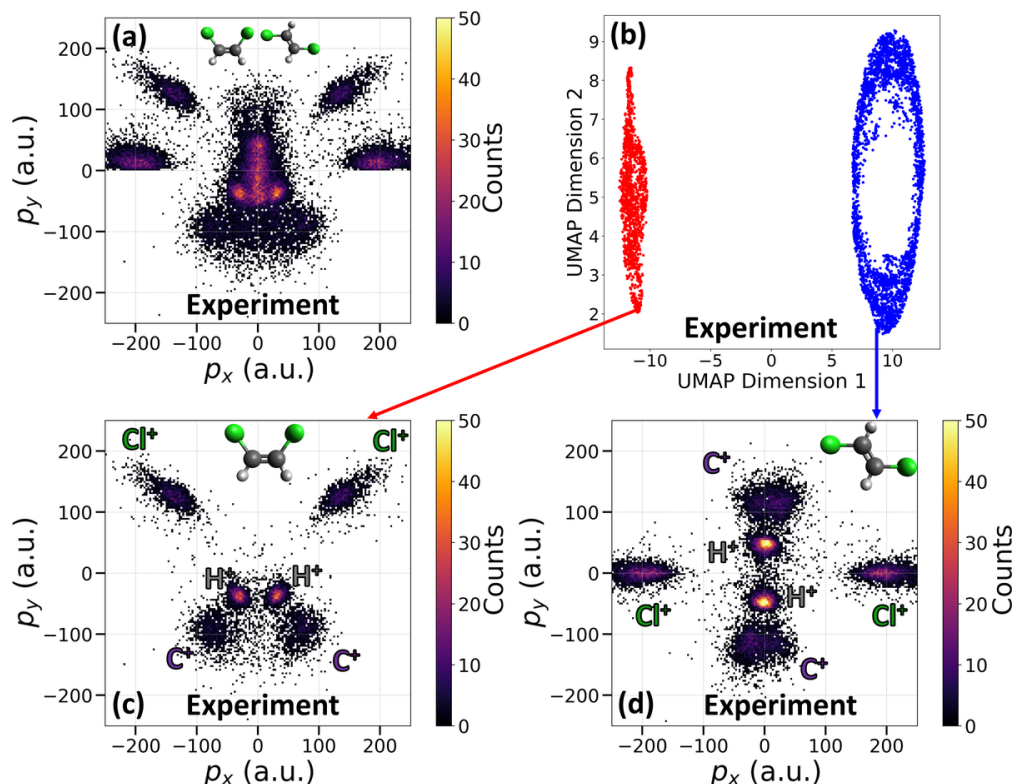 (a)
200
100
0
−100
−200
p_y (a.u.)
Experiment
−200 −100 0 100 200
p_x (a.u.)
50
40
30
20
10
0
Counts
(b)
9
8
7
6
5
4
3
2
UMAP Dimension 2
Experiment
−10 −5 0 5 10
UMAP Dimension 1
Cl⁺ Cl⁺
200
100
0
−100
−200
p_y (a.u.)
H⁺ H⁺
C⁺ C⁺
(c) Experiment
−200 −100 0 100 200
p_x (a.u.)
50
40
30
20
10
0
Counts
C⁺
200
100
0
−100
−200
p_y (a.u.)
H⁺
H⁺
Cl⁺ Cl⁺
C⁺
(d) Experiment
−200 −100 0 100 200
p_x (a.u.)
50
40
30
20
10
0
Counts